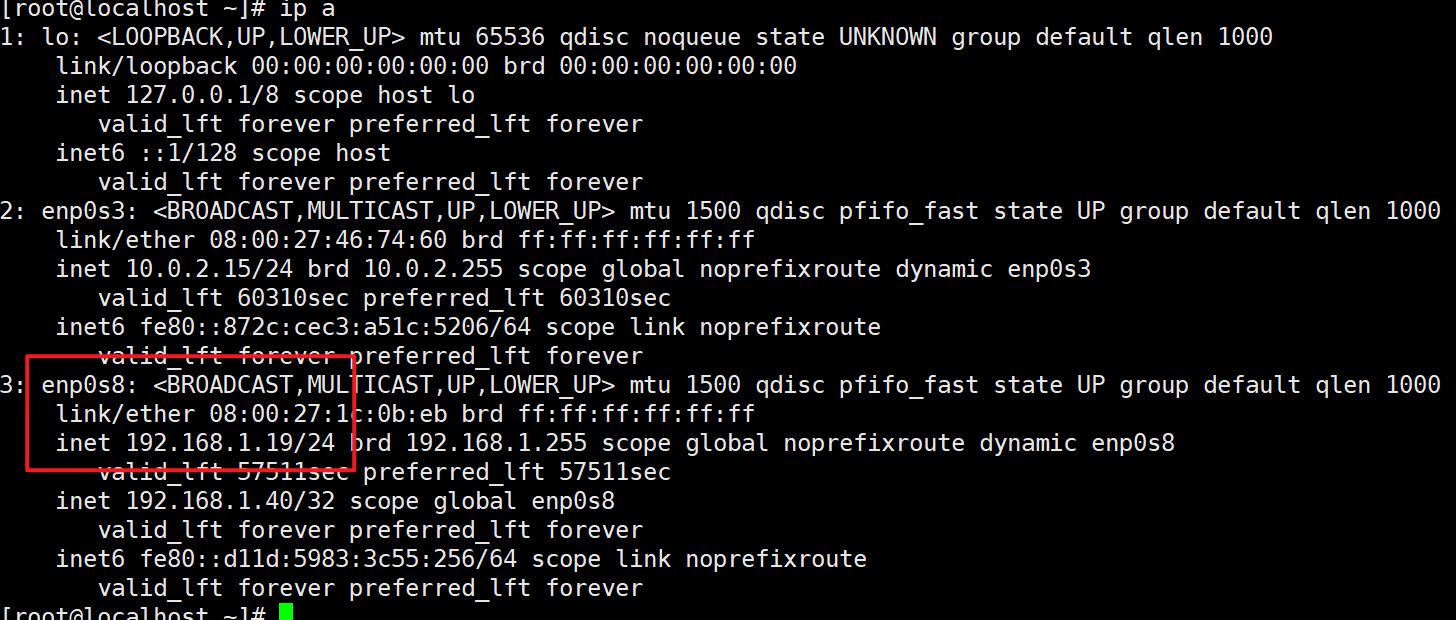 [root@localhost ~]# ip a
1: lo: <LOOPBACK,UP,LOWER_UP> mtu 65536 qdisc noqueue state UNKNOWN group default qlen 1000
    link/loopback 00:00:00:00:00:00 brd 00:00:00:00:00:00
    inet 127.0.0.1/8 scope host lo
       valid_lft forever preferred_lft forever
    inet6 ::1/128 scope host
       valid_lft forever preferred_lft forever
2: enp0s3: <BROADCAST,MULTICAST,UP,LOWER_UP> mtu 1500 qdisc pfifo_fast state UP group default qlen 1000
    link/ether 08:00:27:46:74:60 brd ff:ff:ff:ff:ff:ff
    inet 10.0.2.15/24 brd 10.0.2.255 scope global noprefixroute dynamic enp0s3
       valid_lft 60310sec preferred_lft 60310sec
    inet6 fe80::872c:cec3:a51c:5206/64 scope link noprefixroute
       valid_lft forever preferred_lft forever
3: enp0s8: <BROADCAST,MULTICAST,UP,LOWER_UP> mtu 1500 qdisc pfifo_fast state UP group default qlen 1000
    link/ether 08:00:27:1c:0b:eb brd ff:ff:ff:ff:ff:ff
    inet 192.168.1.19/24 brd 192.168.1.255 scope global noprefixroute dynamic enp0s8
       valid_lft 57511sec preferred_lft 57511sec
    inet 192.168.1.40/32 scope global enp0s8
       valid_lft forever preferred_lft forever
    inet6 fe80::d11d:5983:3c55:256/64 scope link noprefixroute
       valid_lft forever preferred_lft forever
[root@localhost ~]#